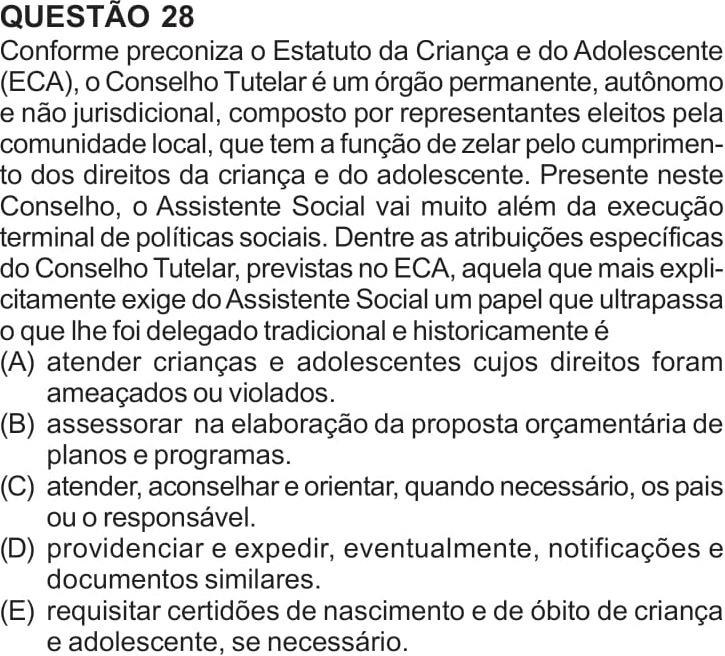 QUESTÃO 28
Conforme preconiza o Estatuto da Criança e do Adolescente
(ECA), o Conselho Tutelar é um órgão permanente, autônomo
e não jurisdicional, composto por representantes eleitos pela
comunidade local, que tem a função de zelar pelo cumprimen-
to dos direitos da criança e do adolescente. Presente neste
Conselho, o Assistente Social vai muito além da execução
terminal de políticas sociais. Dentre as atribuições específicas
do Conselho Tutelar, previstas no ECA, aquela que mais expli-
citamente exige do Assistente Social um papel que ultrapassa
o que lhe foi delegado tradicional e historicamente é
(A) atender crianças e adolescentes cujos direitos foram
ameaçados ou violados.
(B) assessorar na elaboração da proposta orçamentária de
planos e programas.
(C) atender, aconselhar e orientar, quando necessário, os pais
ou o responsável.
(D) providenciar e expedir, eventualmente, notificações e
documentos similares.
(E) requisitar certidões de nascimento e de óbito de criança
e adolescente, se necessário.